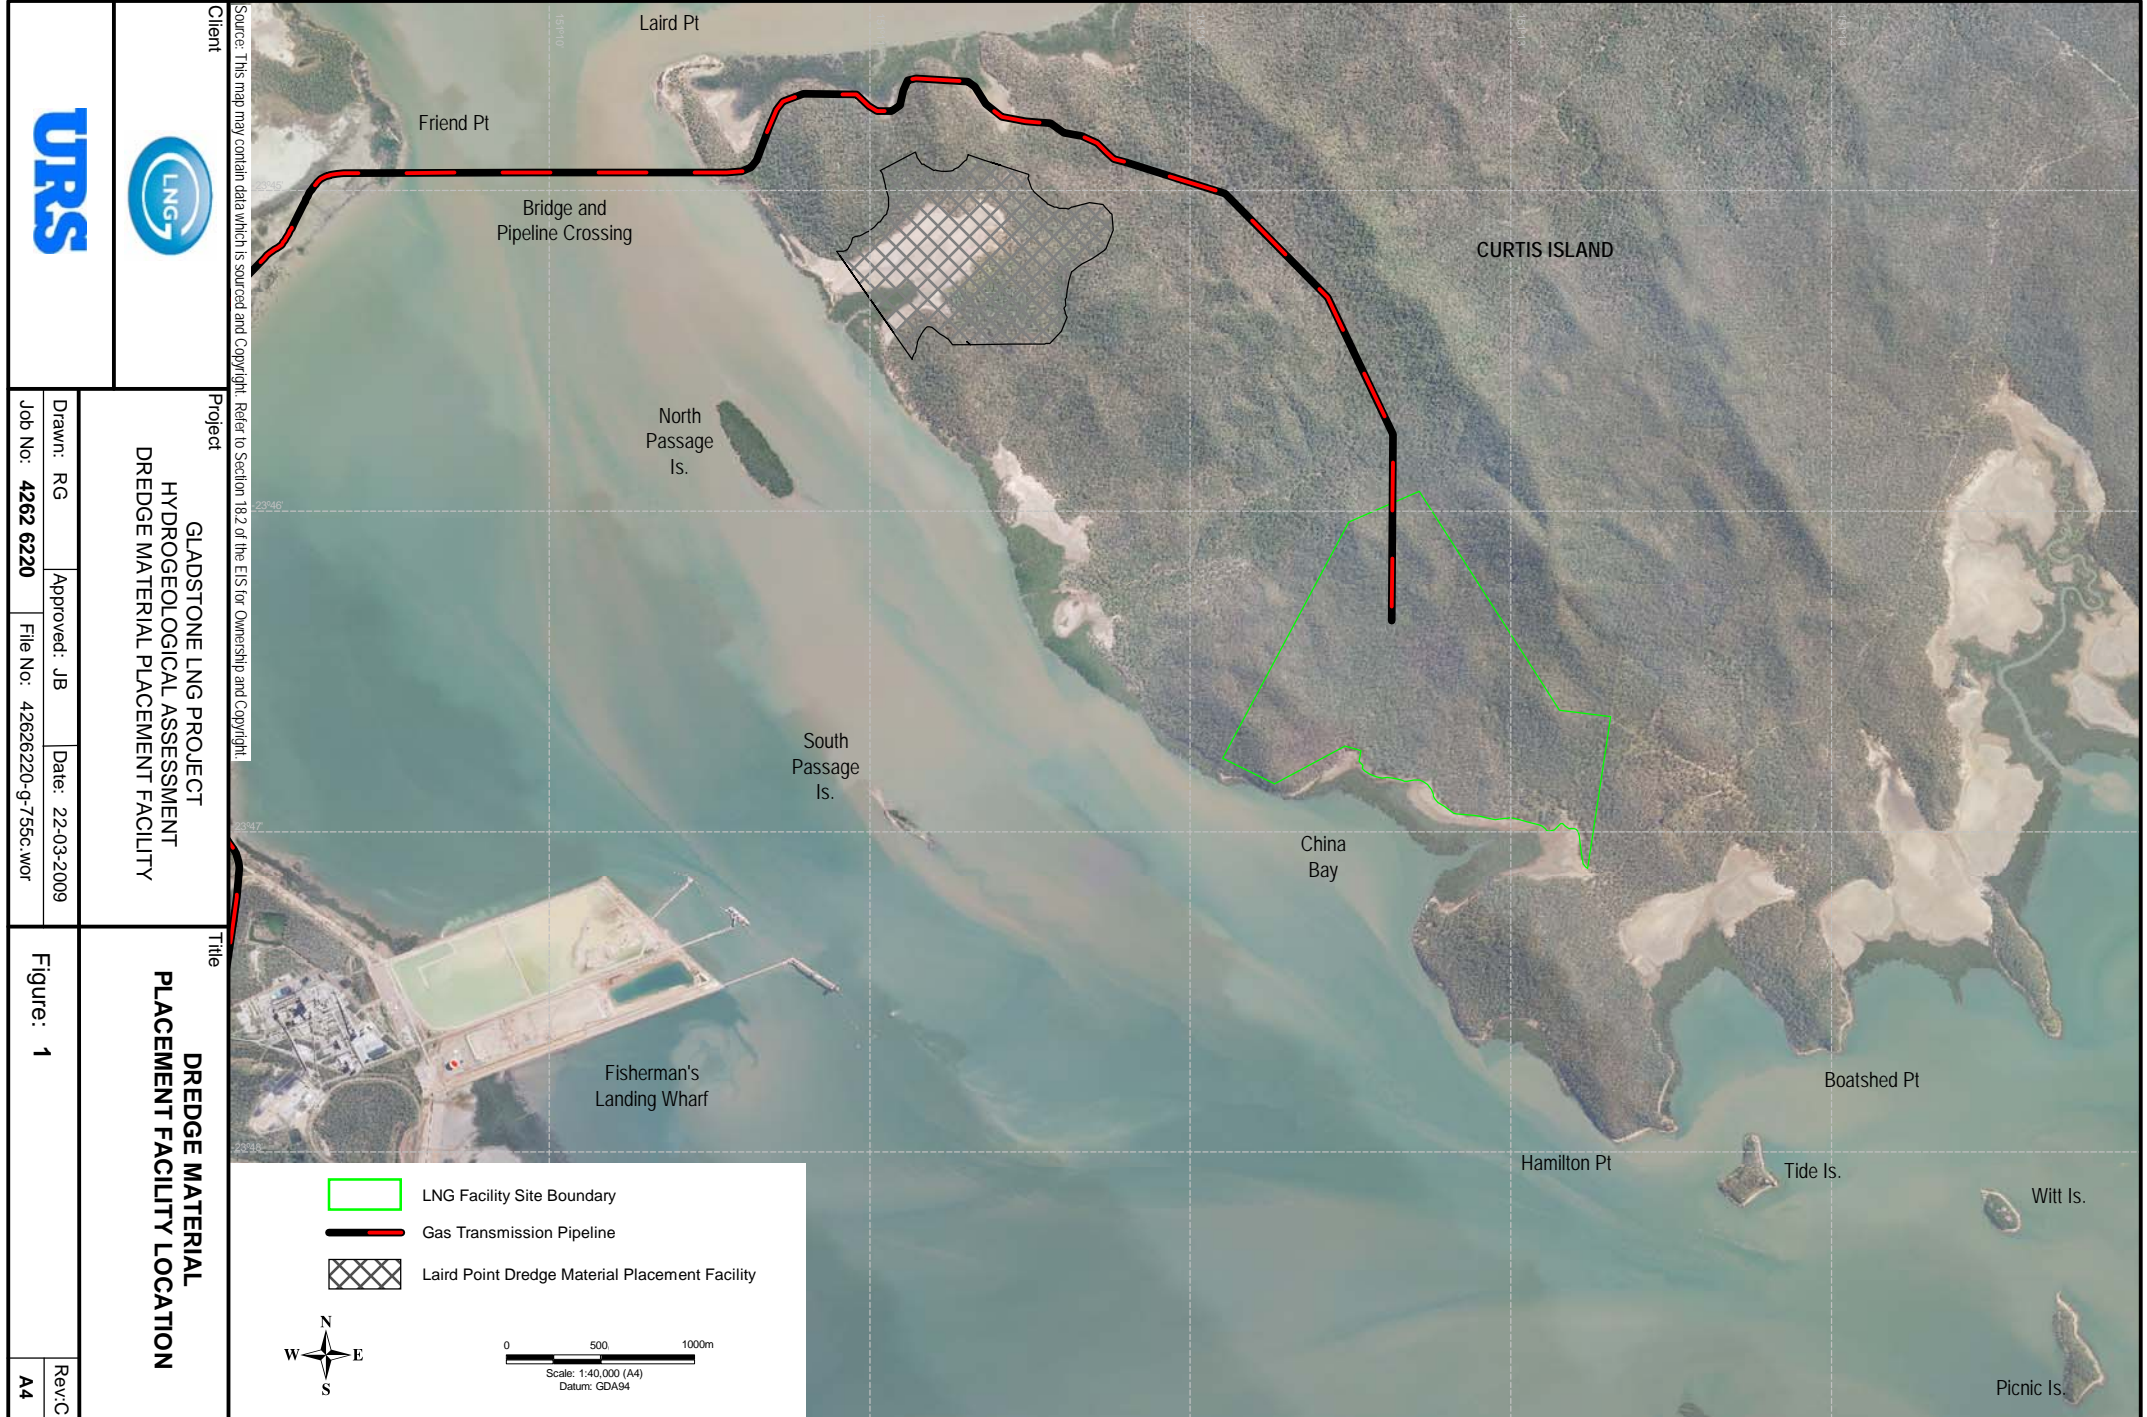 Laird Pt
Friend Pt
Bridge and
Pipeline Crossing
CURTIS ISLAND
North
Passage
Is.
South
Passage
Is.
China
Bay
Fisherman's
Landing Wharf
Boatshed Pt
Hamilton Pt
Tide Is.
Witt Is.
Picnic Is.
23°46'
23°47'
23°48'
LNG Facility Site Boundary
Gas Transmission Pipeline
Laird Point Dredge Material Placement Facility
N
W E
S
0 500 1000m
Scale: 1:40,000 (A4)
Datum: GDA94
Source: This map may contain data which is sourced and Copyright. Refer to Section 18.2 of the EIS for Ownership and Copyright.
Client
LNG
URS
Project
GLADSTONE LNG PROJECT
HYDROGEOLOGICAL ASSESSMENT
DREDGE MATERIAL PLACEMENT FACILITY
Drawn: RG
Approved: JB
Date: 22-03-2009
Job No: 4262 6220
File No: 42626220-g-755c.wor
Title
DREDGE MATERIAL
PLACEMENT FACILITY LOCATION
Figure: 1
Rev:C
A4